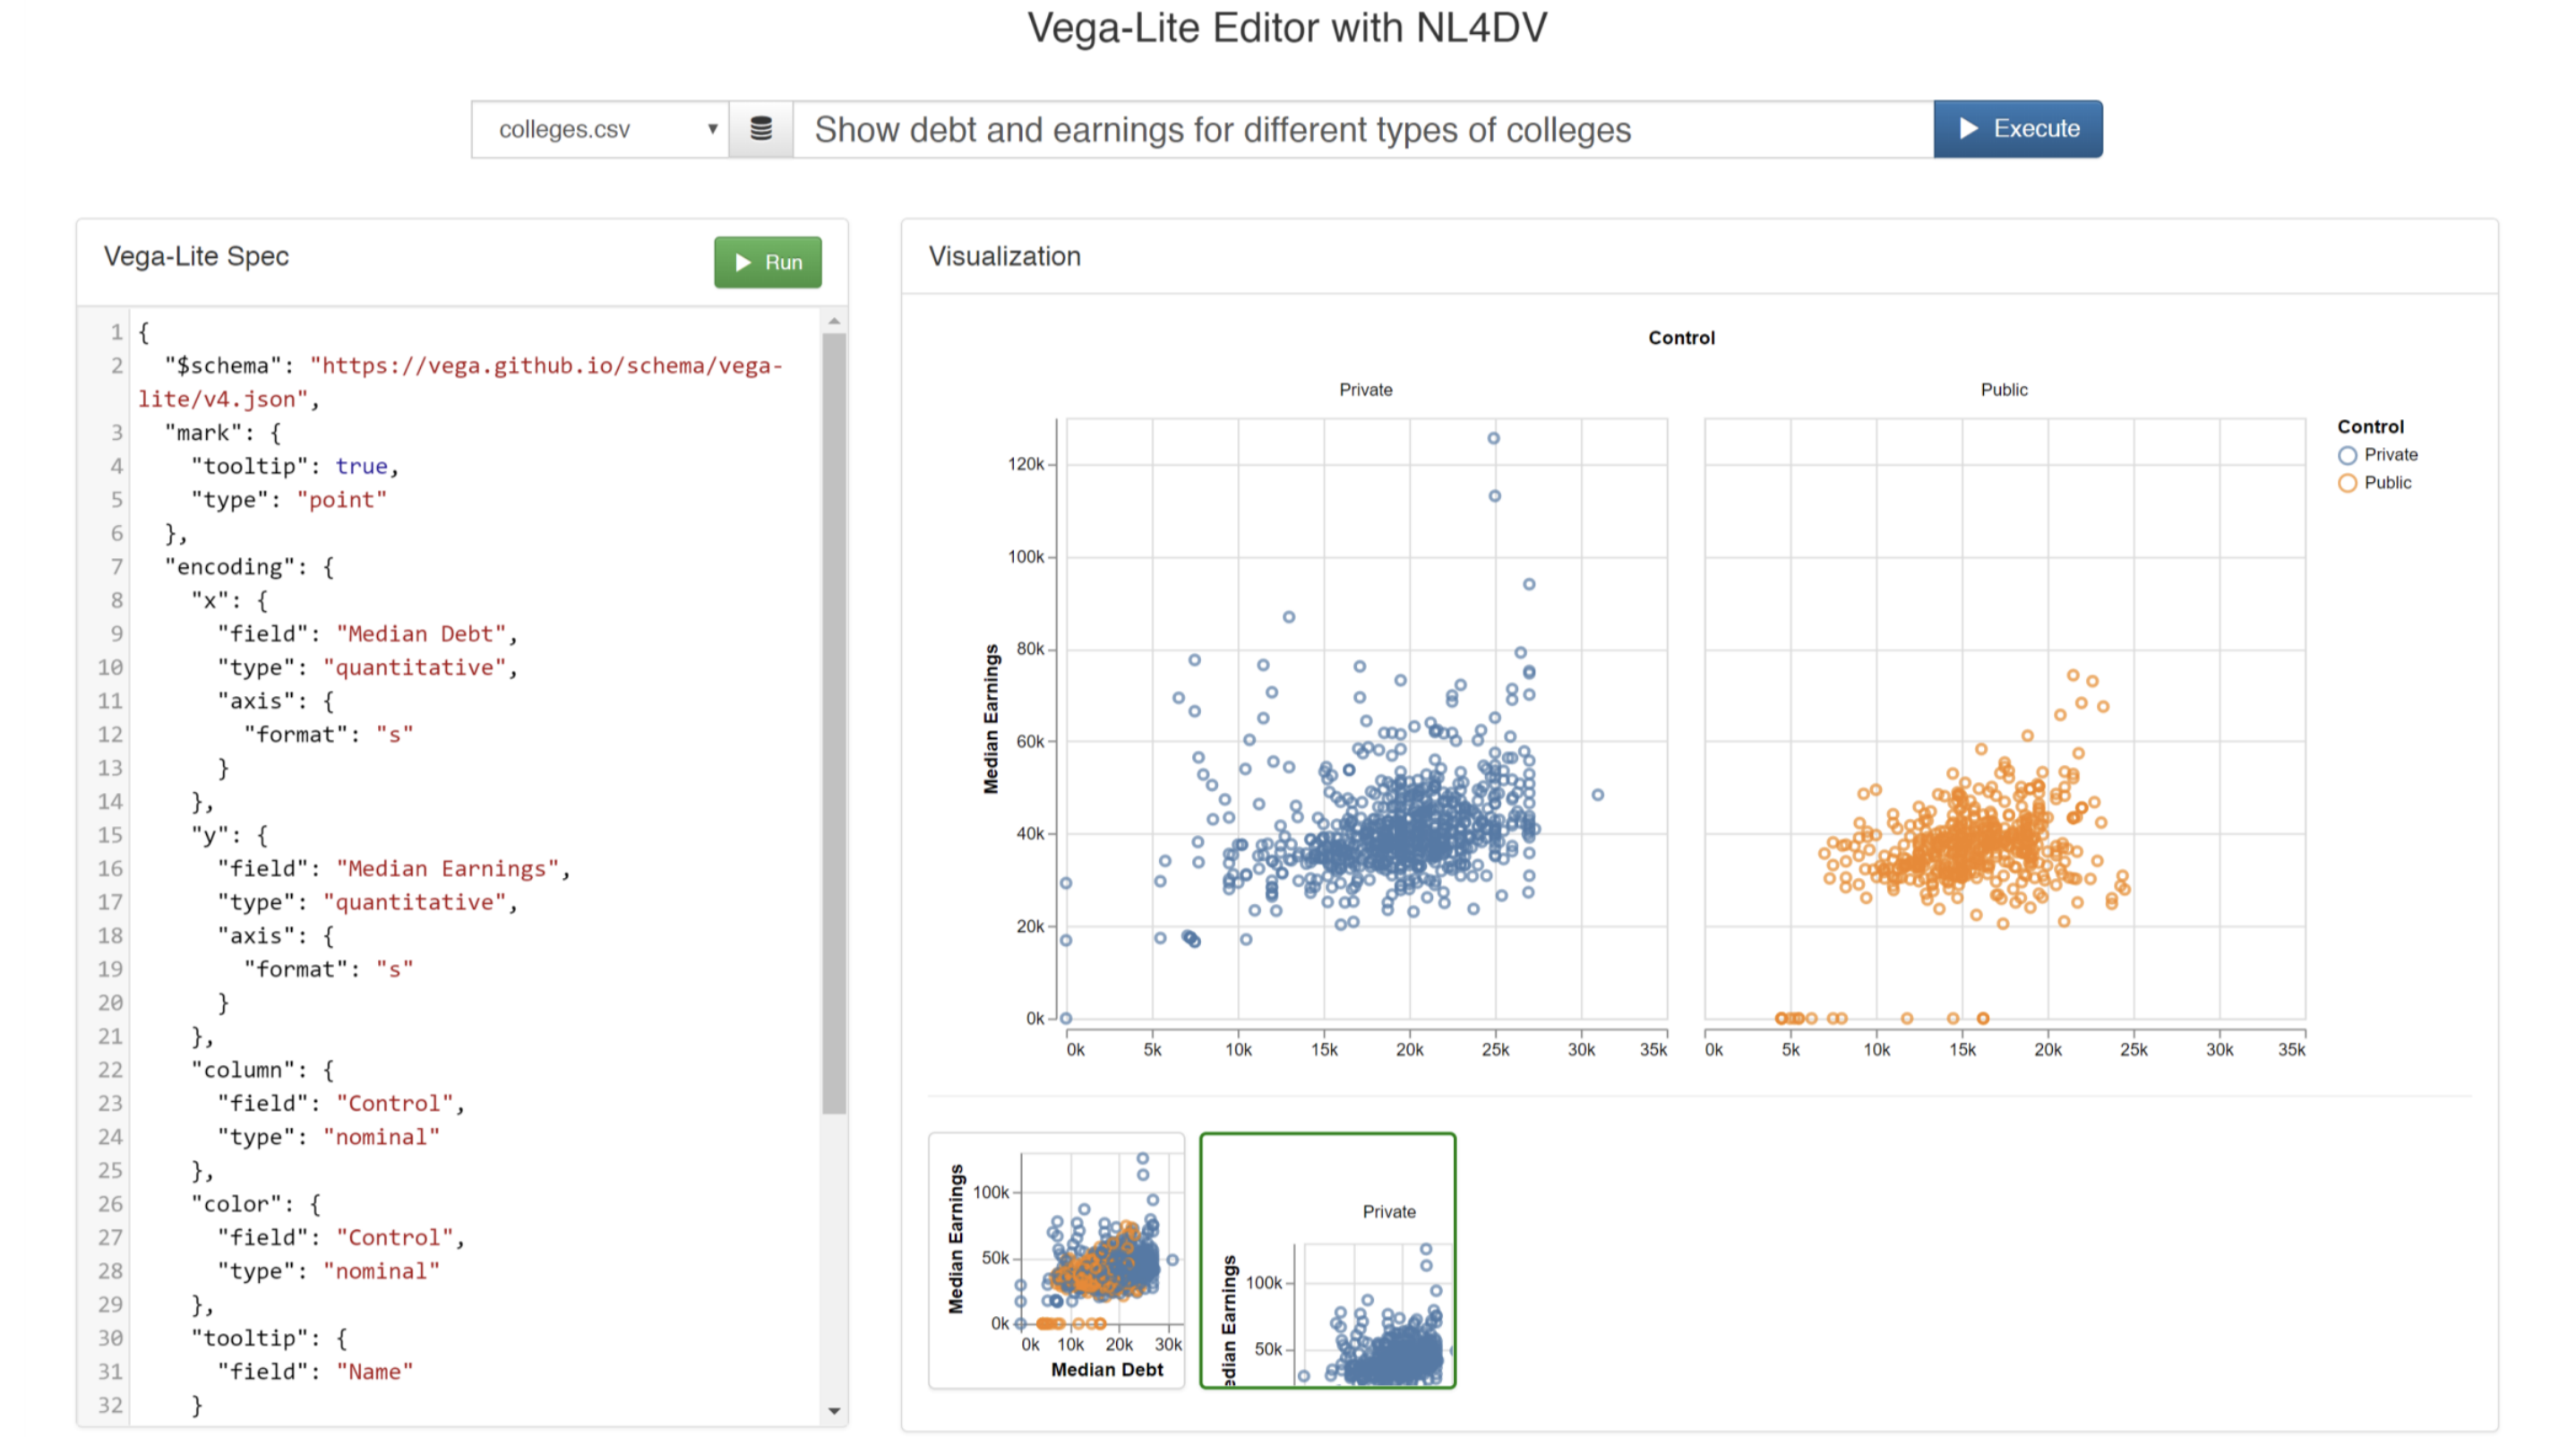 Vega-Lite Editor with NL4DV
colleges.csv
Show debt and earnings for different types of colleges
Execute
Vega-Lite Spec
Run
1 {
2 "$schema": "https://vega.github.io/schema/vega-
lite/v4.json",
3 "mark": {
4 "tooltip": true,
5 "type": "point"
6 },
7 "encoding": {
8 "x": {
9 "field": "Median Debt",
10 "type": "quantitative",
11 "axis": {
12 "format": "s"
13 }
14 },
15 "y": {
16 "field": "Median Earnings",
17 "type": "quantitative",
18 "axis": {
19 "format": "s"
20 }
21 },
22 "column": {
23 "field": "Control",
24 "type": "nominal"
25 },
26 "color": {
27 "field": "Control",
28 "type": "nominal"
29 },
30 "tooltip": {
31 "field": "Name"
32 }
Visualization
Control
Private
Public
Median Earnings
120k
100k
80k
60k
40k
20k
0k
0k 5k 10k 15k 20k 25k 30k 35k
0k 5k 10k 15k 20k 25k 30k 35k
Control
Private
Public
Median Earnings
100k
50k
0k
0k 10k 20k 30k
Median Debt
Private
edian Earnings
100k
50k